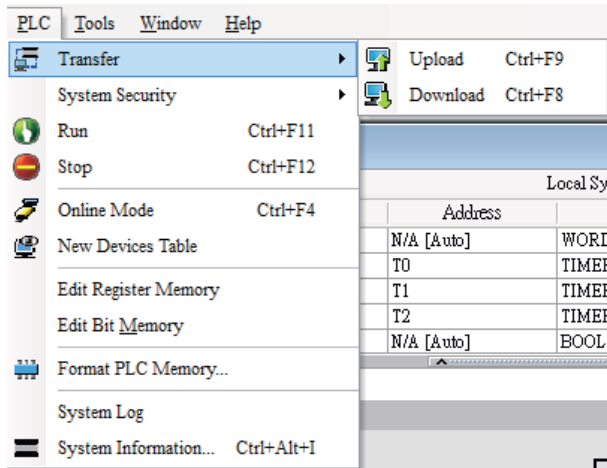 PLC Tools Window Help
Transfer
Upload Ctrl+F9
Download Ctrl+F8
System Security
Run Ctrl+F11
Stop Ctrl+F12
Online Mode Ctrl+F4
New Devices Table
Edit Register Memory
Edit Bit Memory
Format PLC Memory...
System Log
System Information... Ctrl+Alt+I
Local Sy
Address
N/A [Auto] WORD
T0 TIMER
T1 TIMER
T2 TIMER
N/A [Auto] BOOL